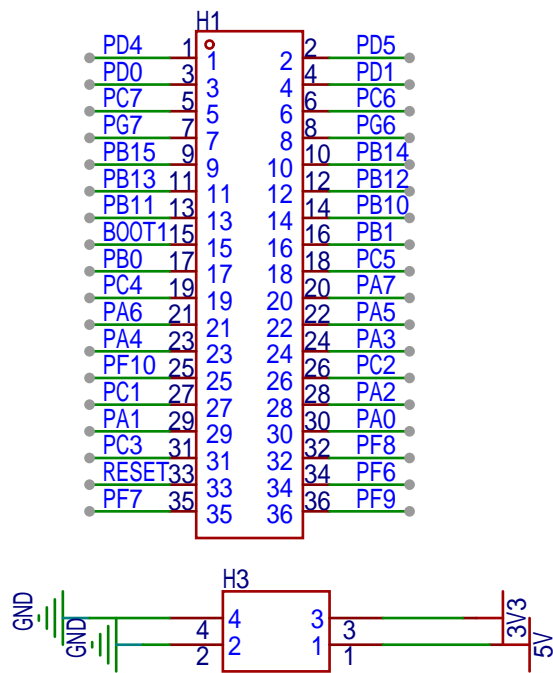 H1
PD4 1 1 2 2 PD5
PD0 3 3 4 4 PD1
PC7 5 5 6 6 PC6
PG7 7 7 8 8 PG6
PB15 9 9 10 10 PB14
PB13 11 11 12 12 PB12
PB11 13 13 14 14 PB10
BOOT1 15 15 16 16 PB1
PB0 17 17 18 18 PC5
PC4 19 19 20 20 PA7
PA6 21 21 22 22 PA5
PA4 23 23 24 24 PA3
PF10 25 25 26 26 PC2
PC1 27 27 28 28 PA2
PA1 29 29 30 30 PA0
PC3 31 31 32 32 PF8
RESET 33 33 34 34 PF6
PF7 35 35 36 36 PF9
H3
GND 4 4 3 3 3V3
GND 2 2 1 1 5V